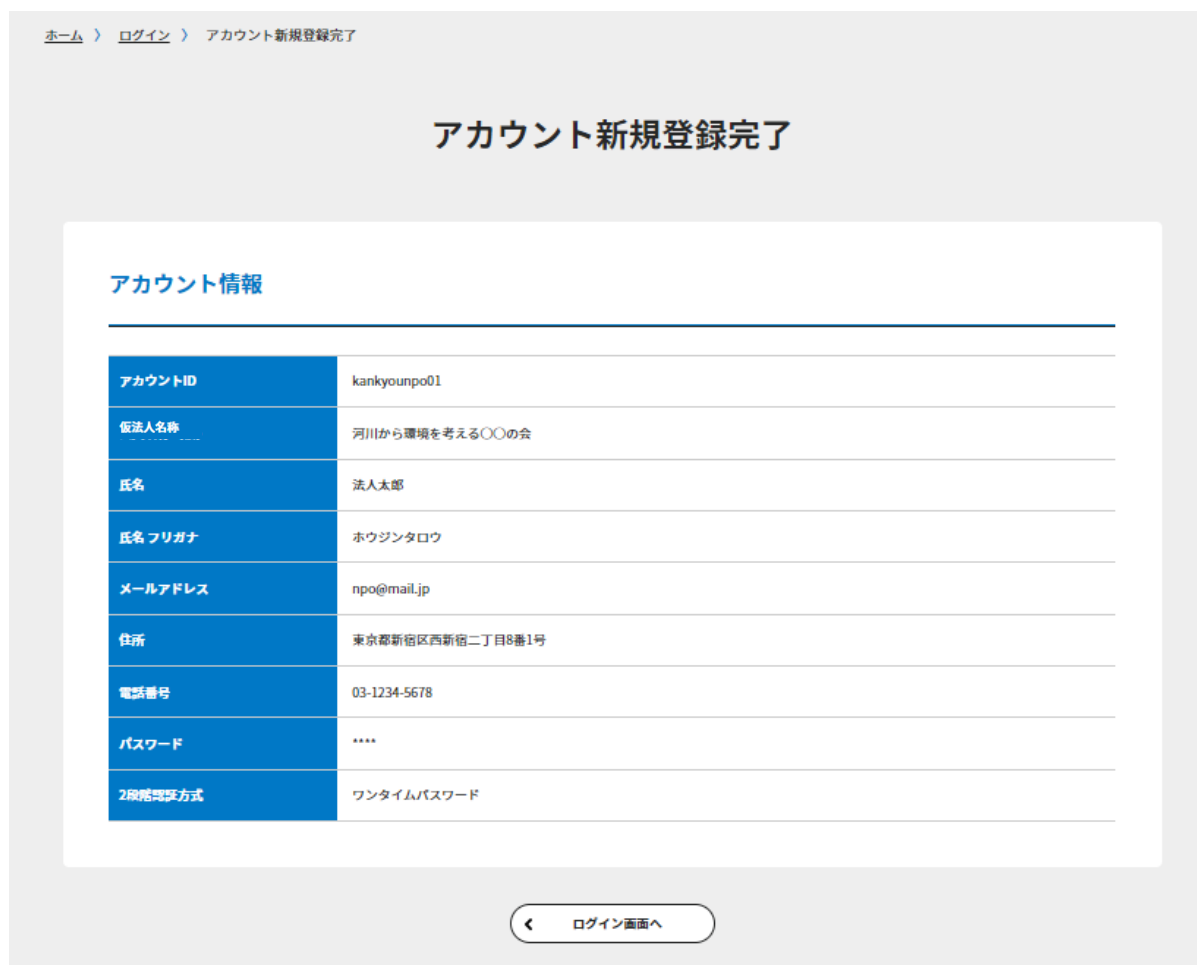 ホーム 〉 ログイン 〉 アカウント新規登録完了
アカウント新規登録完了
アカウント情報
アカウントID kankyounpo01
仮法人名称 河川から環境を考える〇〇の会
氏名 法人太郎
氏名 フリガナ ホウジンタロウ
メールアドレス npo@mail.jp
住所 東京都新宿区西新宿二丁目8番1号
電話番号 03-1234-5678
パスワード ****
2段階認証方式 ワンタイムパスワード
ログイン画面へ